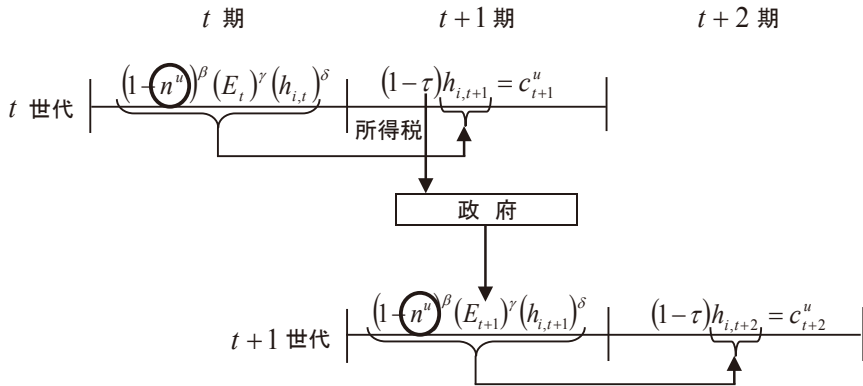 t 期 t+1 期 t+2 期
t 世代 (1-n^u)^β (E_t)^γ (h_{i,t})^δ (1-τ)h_{i,t+1} = c^u_{t+1}
所得税
政 府
t+1 世代 (1-n^u)^β (E_{t+1})^γ (h_{i,t+1})^δ (1-τ)h_{i,t+2} = c^u_{t+2}